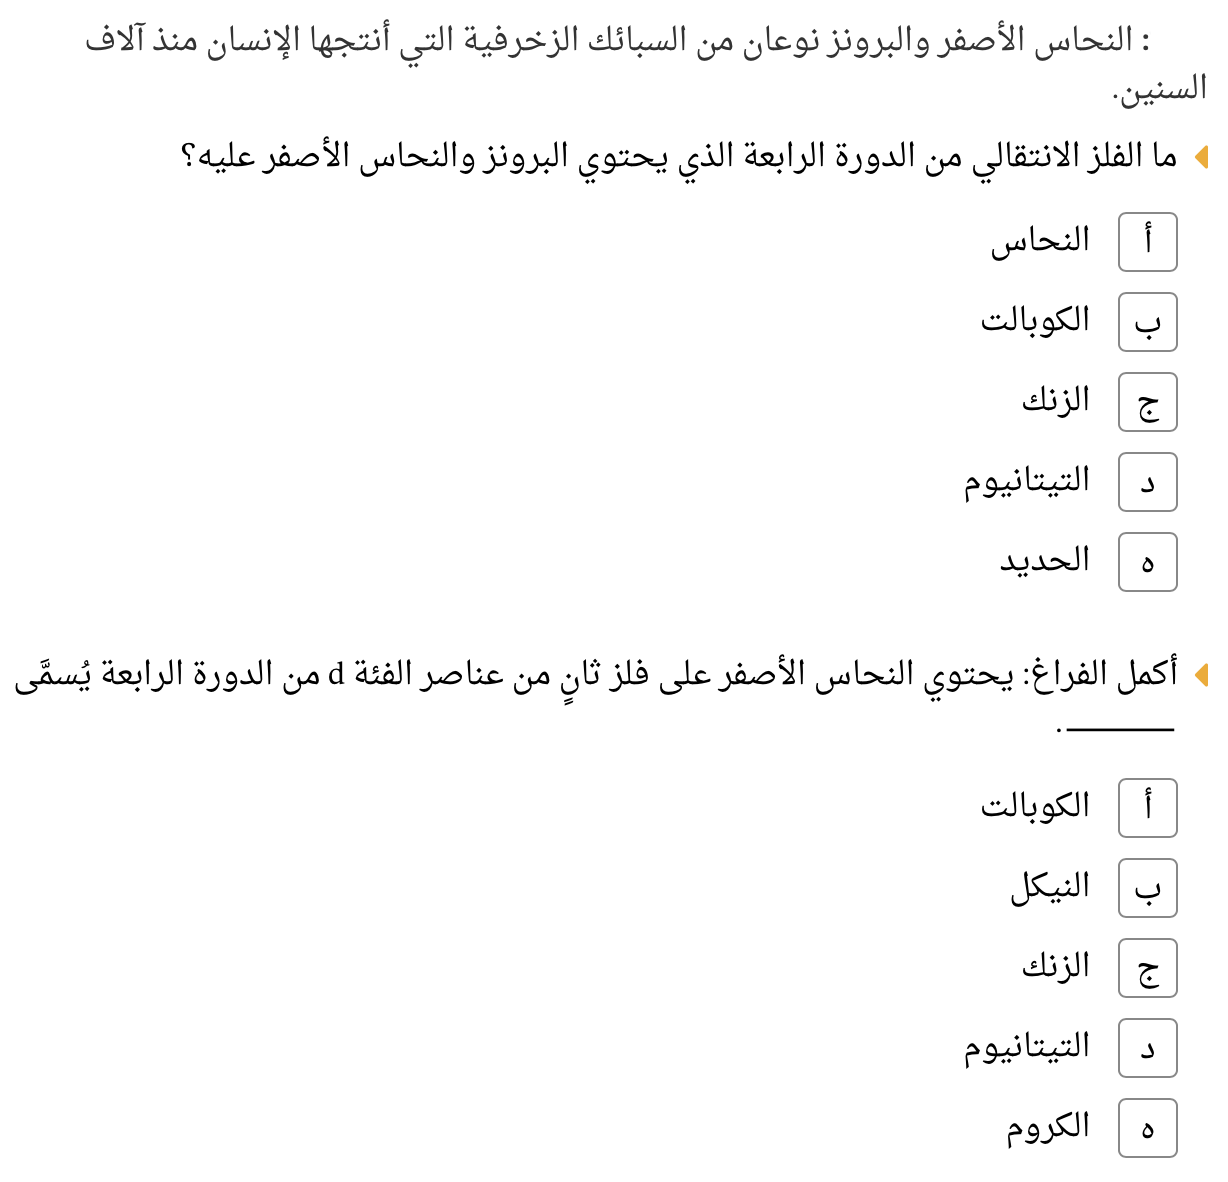 : النحاس الأصفر والبرونز نوعان من السبائك الزخرفية التي أنتجها الإنسان منذ آلاف
السنين.
ما الفلز الانتقالي من الدورة الرابعة الذي يحتوي البرونز والنحاس الأصفر عليه؟
أ النحاس
ب الكوبالت
ج الزنك
د التيتانيوم
ه الحديد
أكمل الفراغ: يحتوي النحاس الأصفر على فلز ثانٍ من عناصر الفئة d من الدورة الرابعة يُسمَّى
ــــــــــــ.
أ الكوبالت
ب النيكل
ج الزنك
د التيتانيوم
ه الكروم